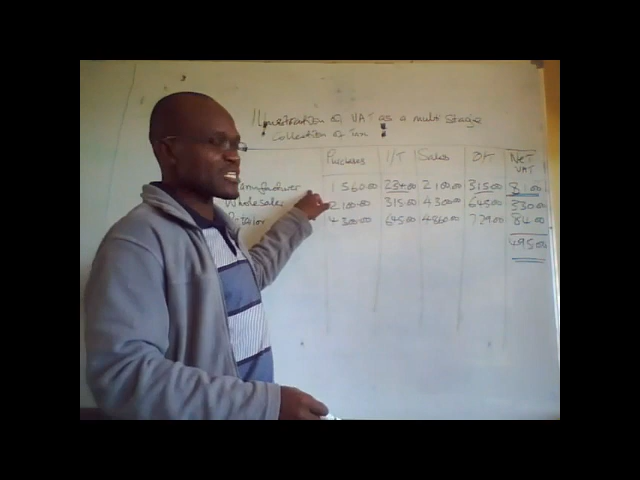 Illustration of VAT as a multi stage
collection of Tax
Purchases I/T Sales O/T Net VAT
Manufacturer 1 560.00 234.00 2 100.00 315.00 81.00
Wholesaler 2 100.00 315.00 4 300.00 645.00 330.00
4 300.00 645.00 4 860.00 729.00 84.00
495.00